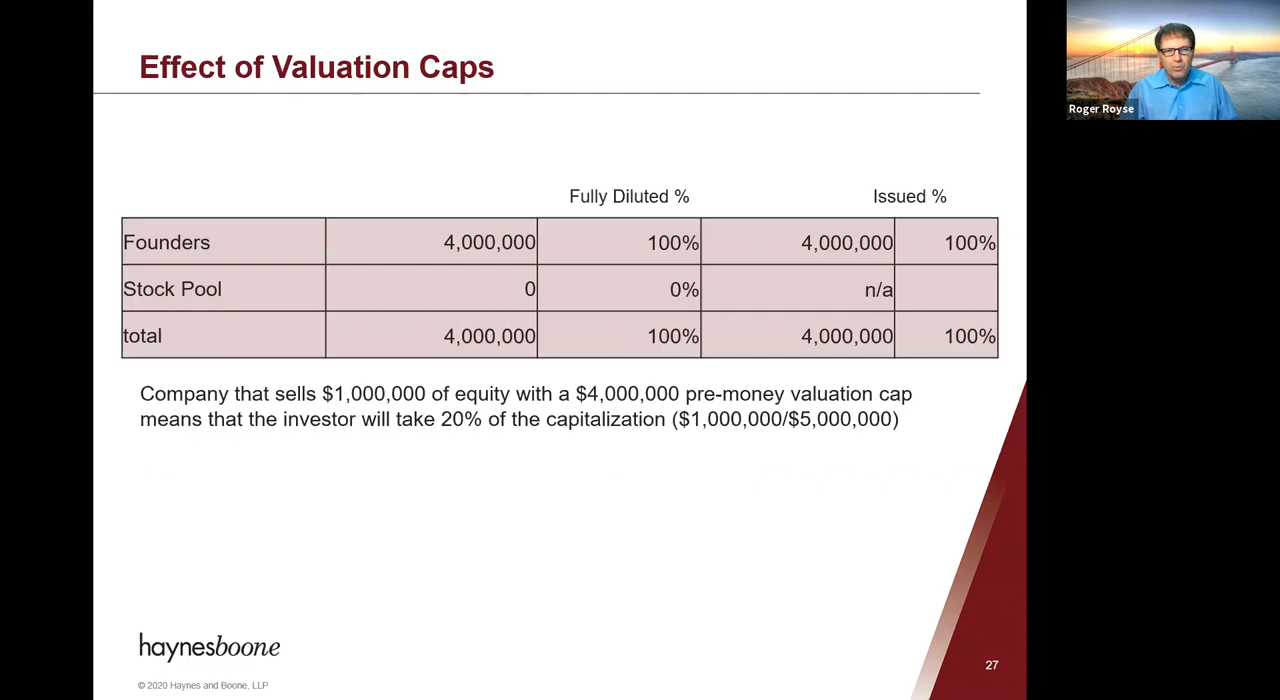 Effect of Valuation Caps
Roger Royse
Fully Diluted % Issued %
Founders 4,000,000 100% 4,000,000 100%
Stock Pool 0 0% n/a
total 4,000,000 100% 4,000,000 100%
Company that sells $1,000,000 of equity with a $4,000,000 pre-money valuation cap
means that the investor will take 20% of the capitalization ($1,000,000/$5,000,000)
haynesboone
27
© 2020 Haynes and Boone, LLP